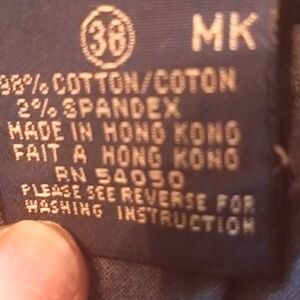 38 MK
98% COTTON/COTON
2% SPANDEX
MADE IN HONG KONG
FAIT A HONG KONG
RN 54050
PLEASE SEE REVERSE FOR
WASHING INSTRUCTION